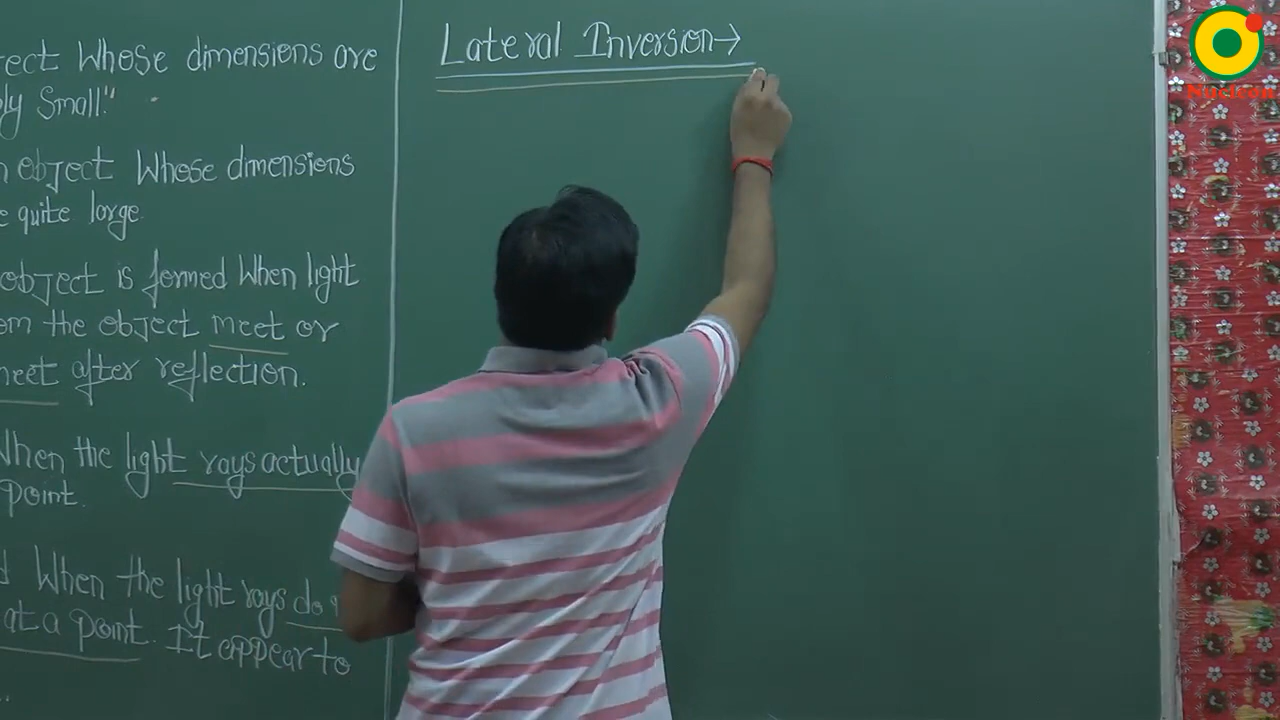 ect Whose dimensions are
ly Small."
object Whose dimensions
quite large.
object is formed When light
om the object meet or
meet after reflection.
When the light rays actually
point.
When the light rays do
at a point. It appear to
Lateral Inversion→
Nucleon